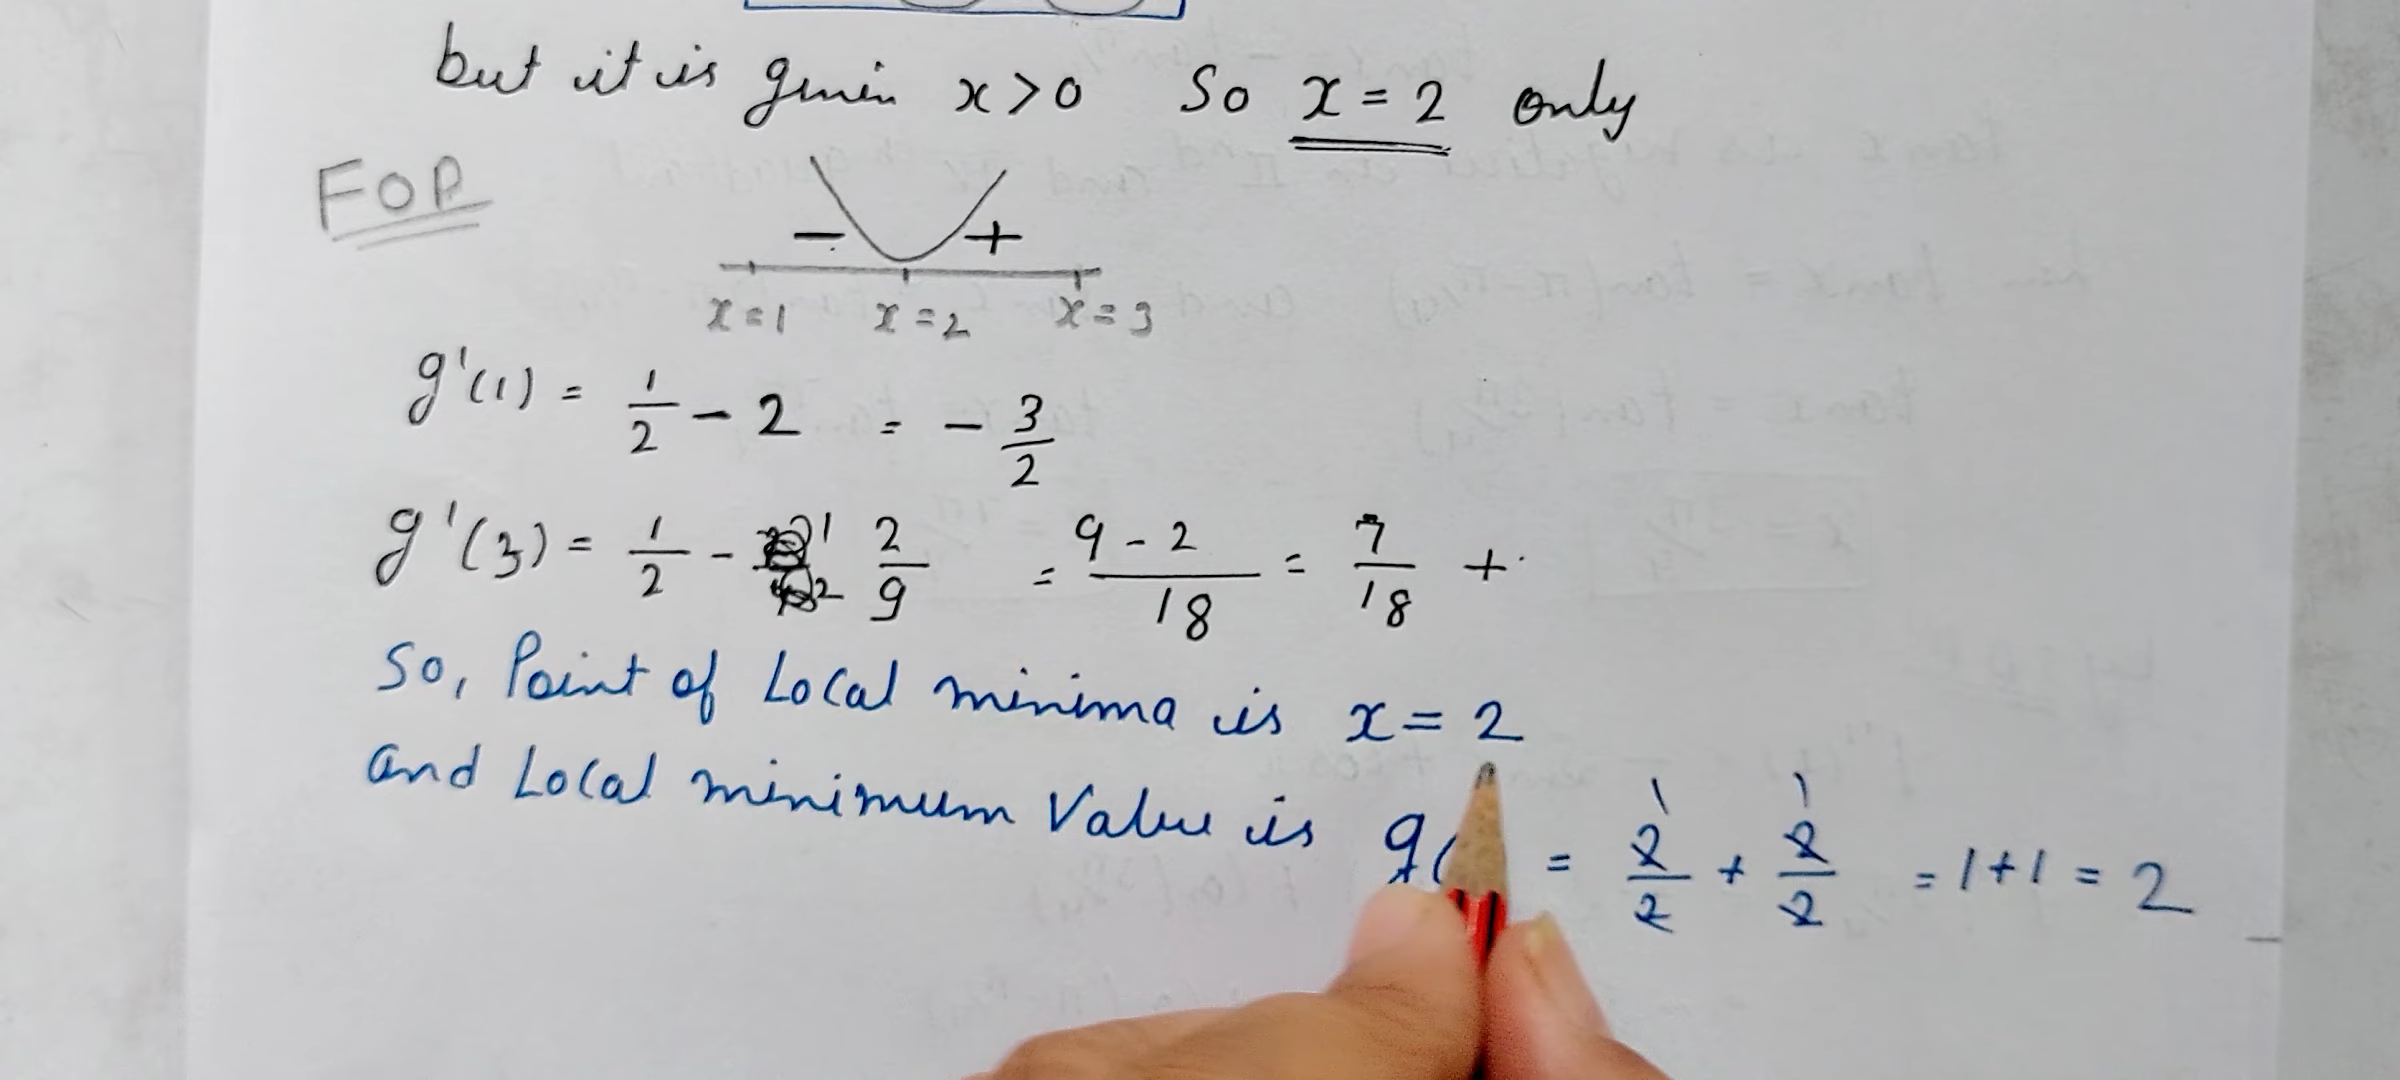 but it is given x > 0 So x = 2 only
FOP
− +
x = 1 x = 2 x = 3
g'(1) = 1/2 − 2 = − 3/2
g'(3) = 1/2 − 2/9 = 9 − 2 / 18 = 7/18 +
So, Point of Local minima is x = 2
and Local minimum Value is g( = 2/2 + 2/2 = 1 + 1 = 2